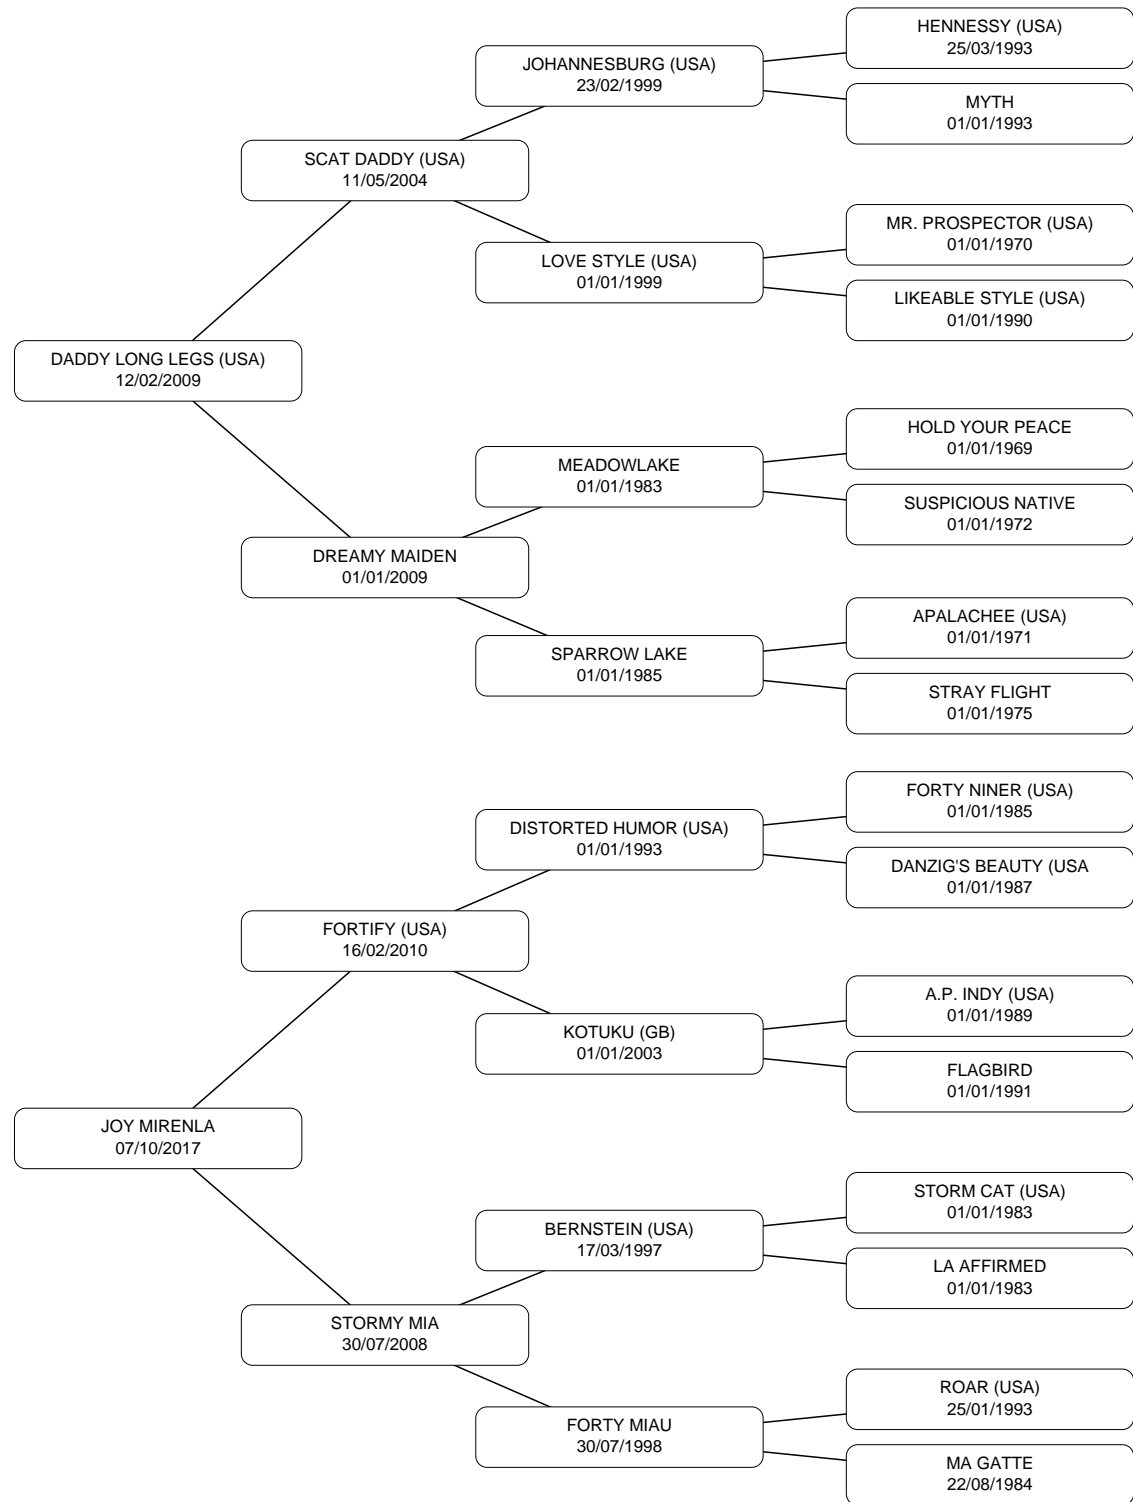 HENNESSY (USA)
25/03/1993
JOHANNESBURG (USA)
23/02/1999
MYTH
01/01/1993
SCAT DADDY (USA)
11/05/2004
MR. PROSPECTOR (USA)
01/01/1970
LOVE STYLE (USA)
01/01/1999
LIKEABLE STYLE (USA)
01/01/1990
DADDY LONG LEGS (USA)
12/02/2009
HOLD YOUR PEACE
01/01/1969
MEADOWLAKE
01/01/1983
SUSPICIOUS NATIVE
01/01/1972
DREAMY MAIDEN
01/01/2009
APALACHEE (USA)
01/01/1971
SPARROW LAKE
01/01/1985
STRAY FLIGHT
01/01/1975
FORTY NINER (USA)
01/01/1985
DISTORTED HUMOR (USA)
01/01/1993
DANZIG'S BEAUTY (USA
01/01/1987
FORTIFY (USA)
16/02/2010
A.P. INDY (USA)
01/01/1989
KOTUKU (GB)
01/01/2003
FLAGBIRD
01/01/1991
JOY MIRENLA
07/10/2017
STORM CAT (USA)
01/01/1983
BERNSTEIN (USA)
17/03/1997
LA AFFIRMED
01/01/1983
STORMY MIA
30/07/2008
ROAR (USA)
25/01/1993
FORTY MIAU
30/07/1998
MA GATTE
22/08/1984